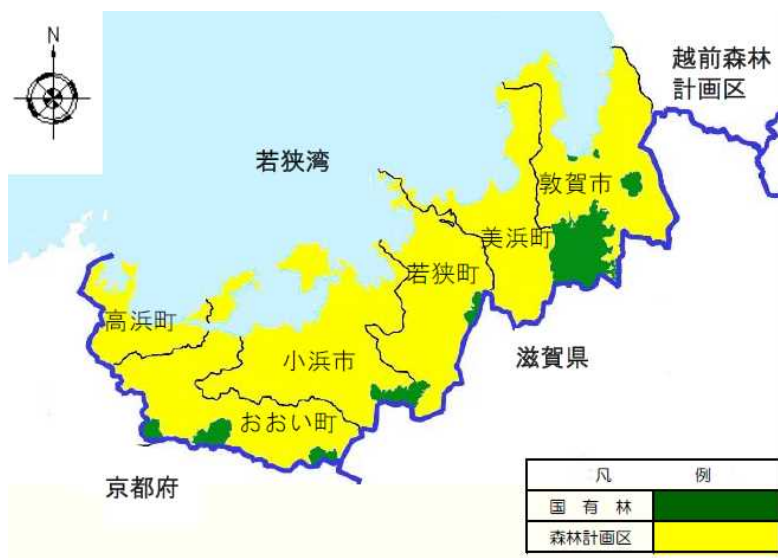 N
越前森林
計画区
若狭湾
敦賀市
美浜町
若狭町
高浜町
小浜市
滋賀県
おおい町
京都府
凡 例
国 有 林
森林計画区